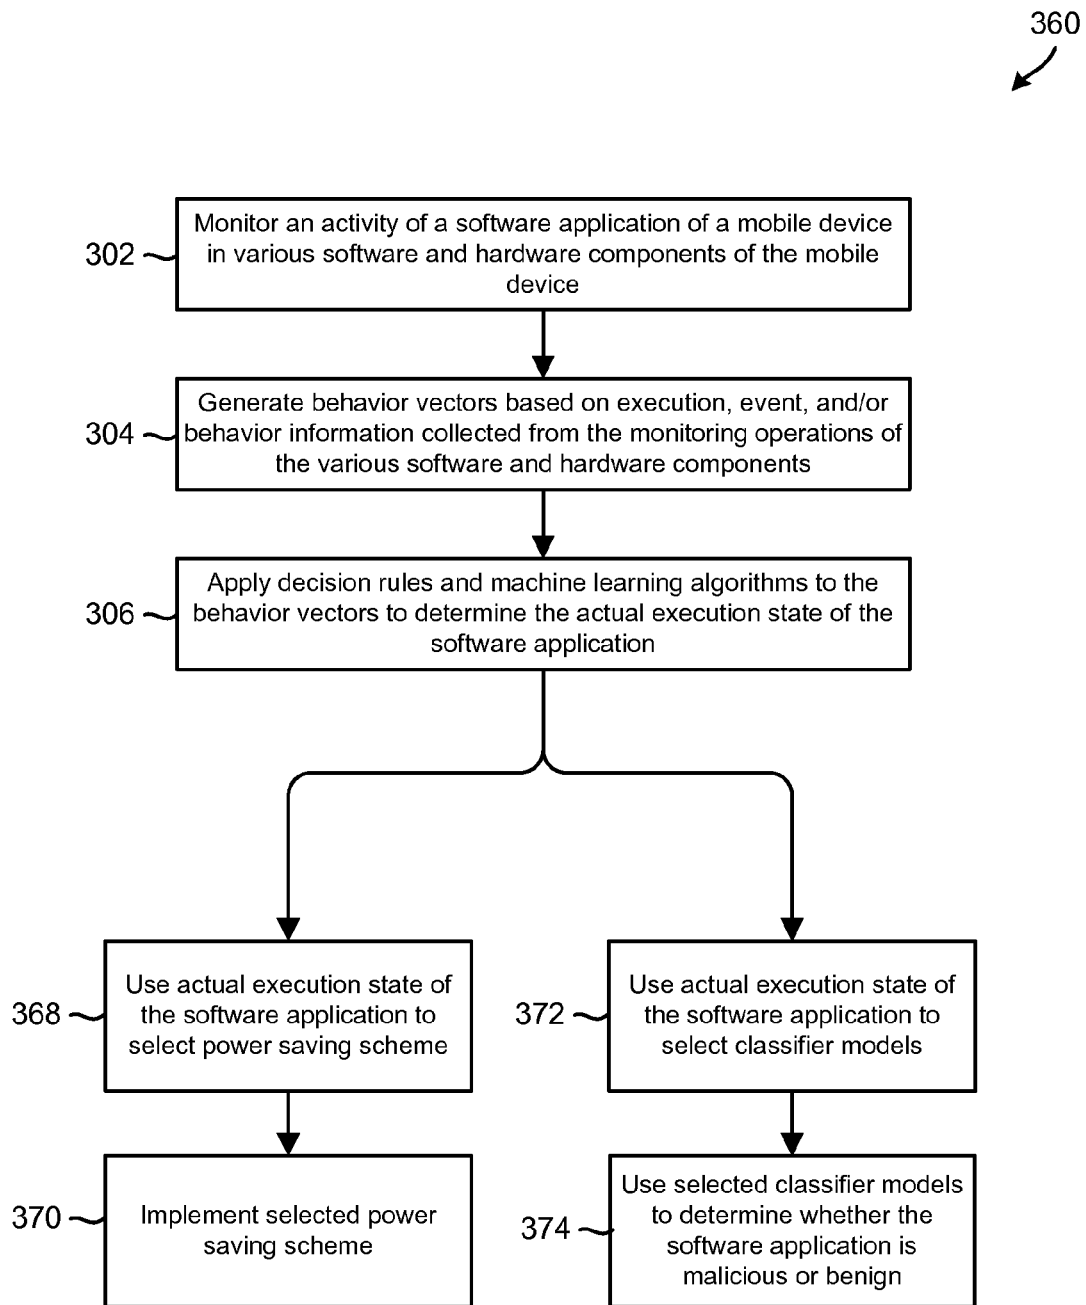 360
302
Monitor an activity of a software application of a mobile device
in various software and hardware components of the mobile
device
304
Generate behavior vectors based on execution, event, and/or
behavior information collected from the monitoring operations of
the various software and hardware components
306
Apply decision rules and machine learning algorithms to the
behavior vectors to determine the actual execution state of the
software application
368
Use actual execution state of
the software application to
select power saving scheme
372
Use actual execution state of
the software application to
select classifier models
370
Implement selected power
saving scheme
374
Use selected classifier models
to determine whether the
software application is
malicious or benign